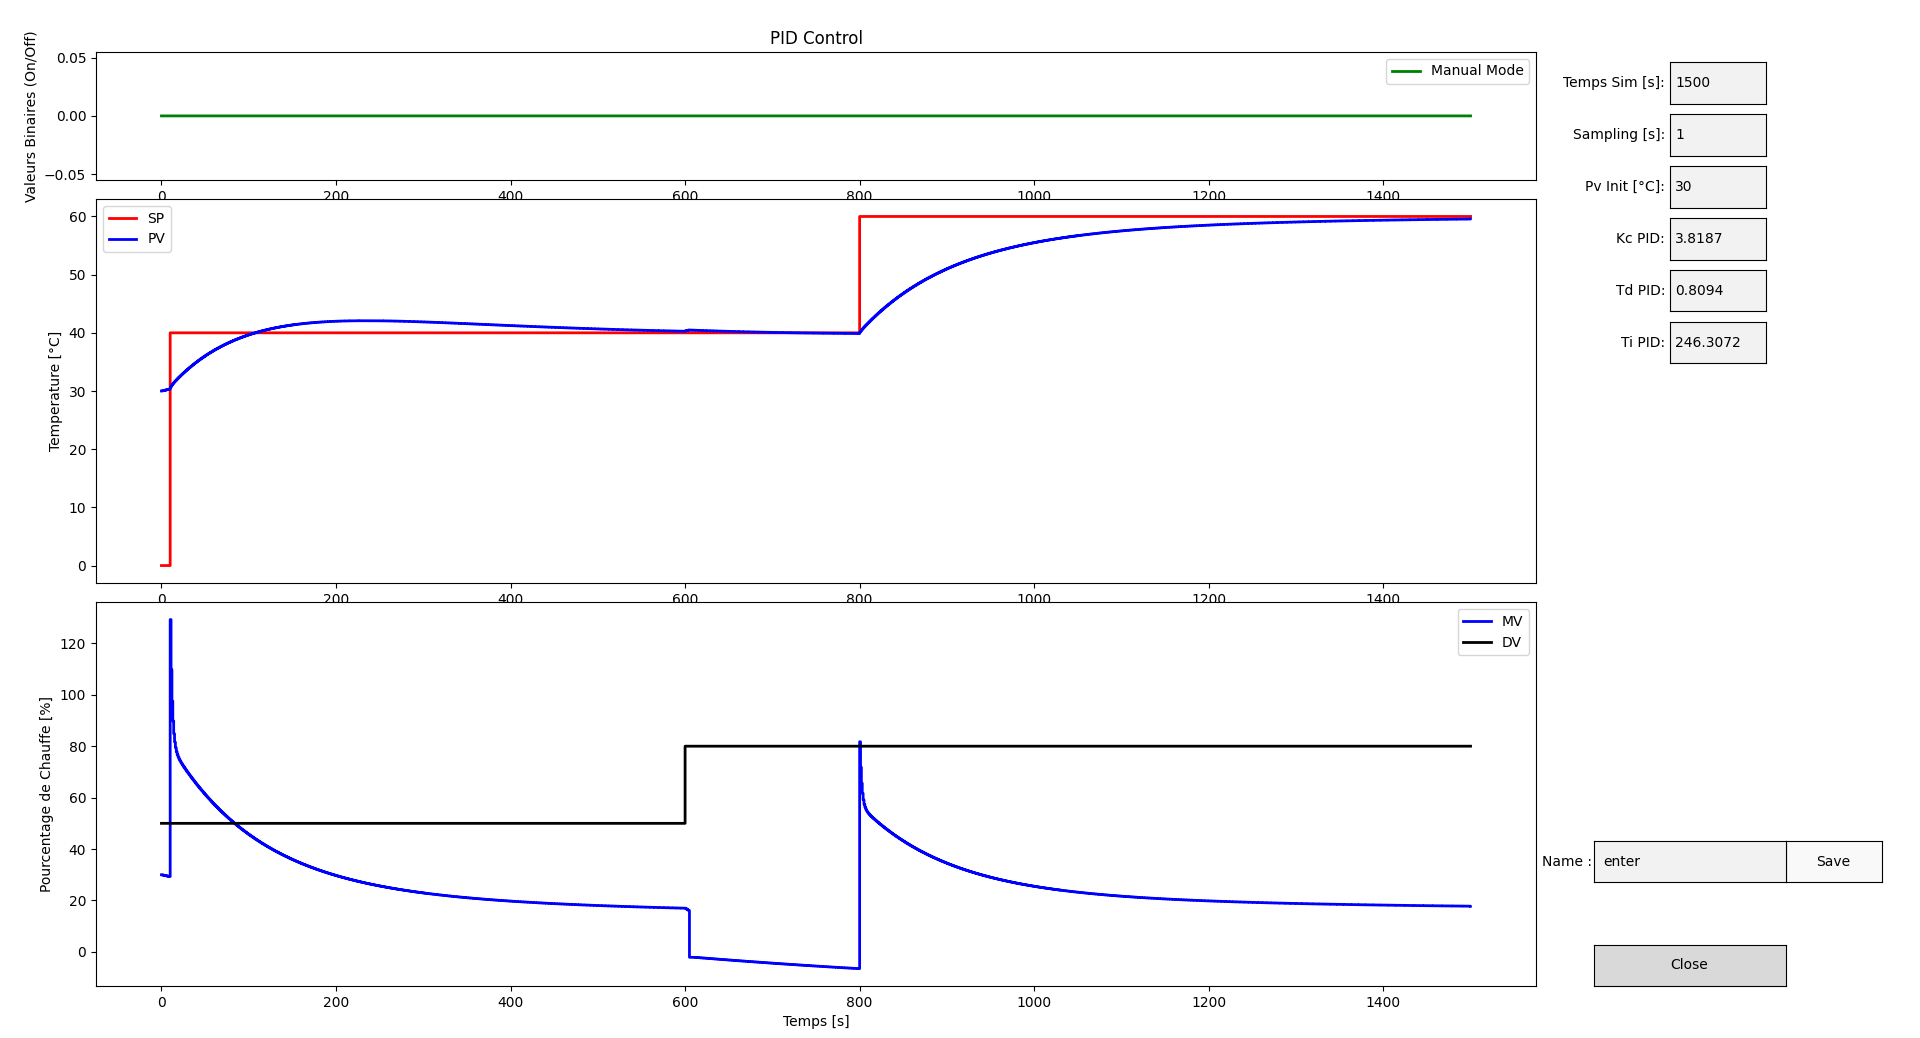 PID Control
Valeurs Binaires (On/Off)
0.05
0.00
−0.05
Manual Mode
0 200 400 600 800 1000 1200 1400
Temperature [°C]
60
50
40
30
20
10
0
SP
PV
0 200 400 600 800 1000 1200 1400
Pourcentage de Chauffe [%]
120
100
80
60
40
20
0
MV
DV
0 200 400 600 800 1000 1200 1400
Temps [s]
Temps Sim [s]: 1500
Sampling [s]: 1
Pv Init [°C]: 30
Kc PID: 3.8187
Td PID: 0.8094
Ti PID: 246.3072
Name : enter Save
Close